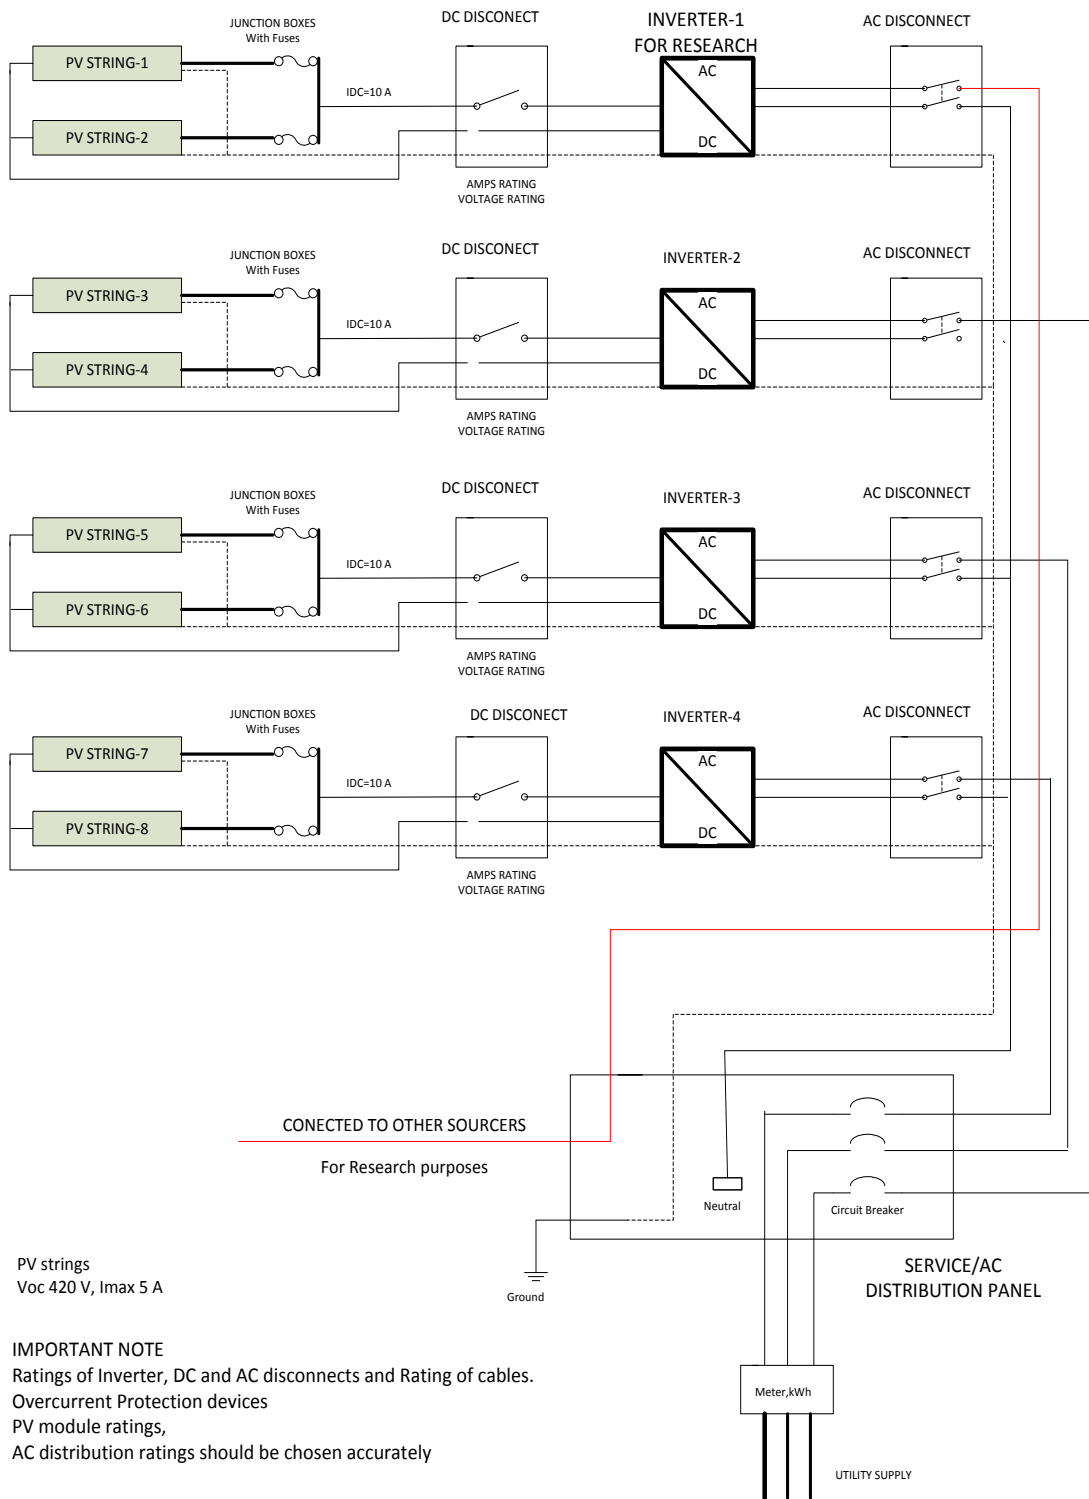 DC DISCONECT
INVERTER-1
FOR RESEARCH
AC DISCONNECT
JUNCTION BOXES
With Fuses
PV STRING-1
AC
IDC=10 A
PV STRING-2
DC
AMPS RATING
VOLTAGE RATING
DC DISCONECT
INVERTER-2
AC DISCONNECT
JUNCTION BOXES
With Fuses
PV STRING-3
AC
IDC=10 A
PV STRING-4
DC
AMPS RATING
VOLTAGE RATING
DC DISCONECT
INVERTER-3
AC DISCONNECT
JUNCTION BOXES
With Fuses
PV STRING-5
AC
IDC=10 A
PV STRING-6
DC
AMPS RATING
VOLTAGE RATING
JUNCTION BOXES
With Fuses
DC DISCONECT
INVERTER-4
AC DISCONNECT
PV STRING-7
AC
IDC=10 A
PV STRING-8
DC
AMPS RATING
VOLTAGE RATING
CONECTED TO OTHER SOURCERS
For Research purposes
Neutral
Circuit Breaker
Ground
SERVICE/AC
DISTRIBUTION PANEL
PV strings
Voc 420 V, Imax 5 A
IMPORTANT NOTE
Ratings of Inverter, DC and AC disconnects and Rating of cables.
Overcurrent Protection devices
PV module ratings,
AC distribution ratings should be chosen accurately
Meter,kWh
UTILITY SUPPLY